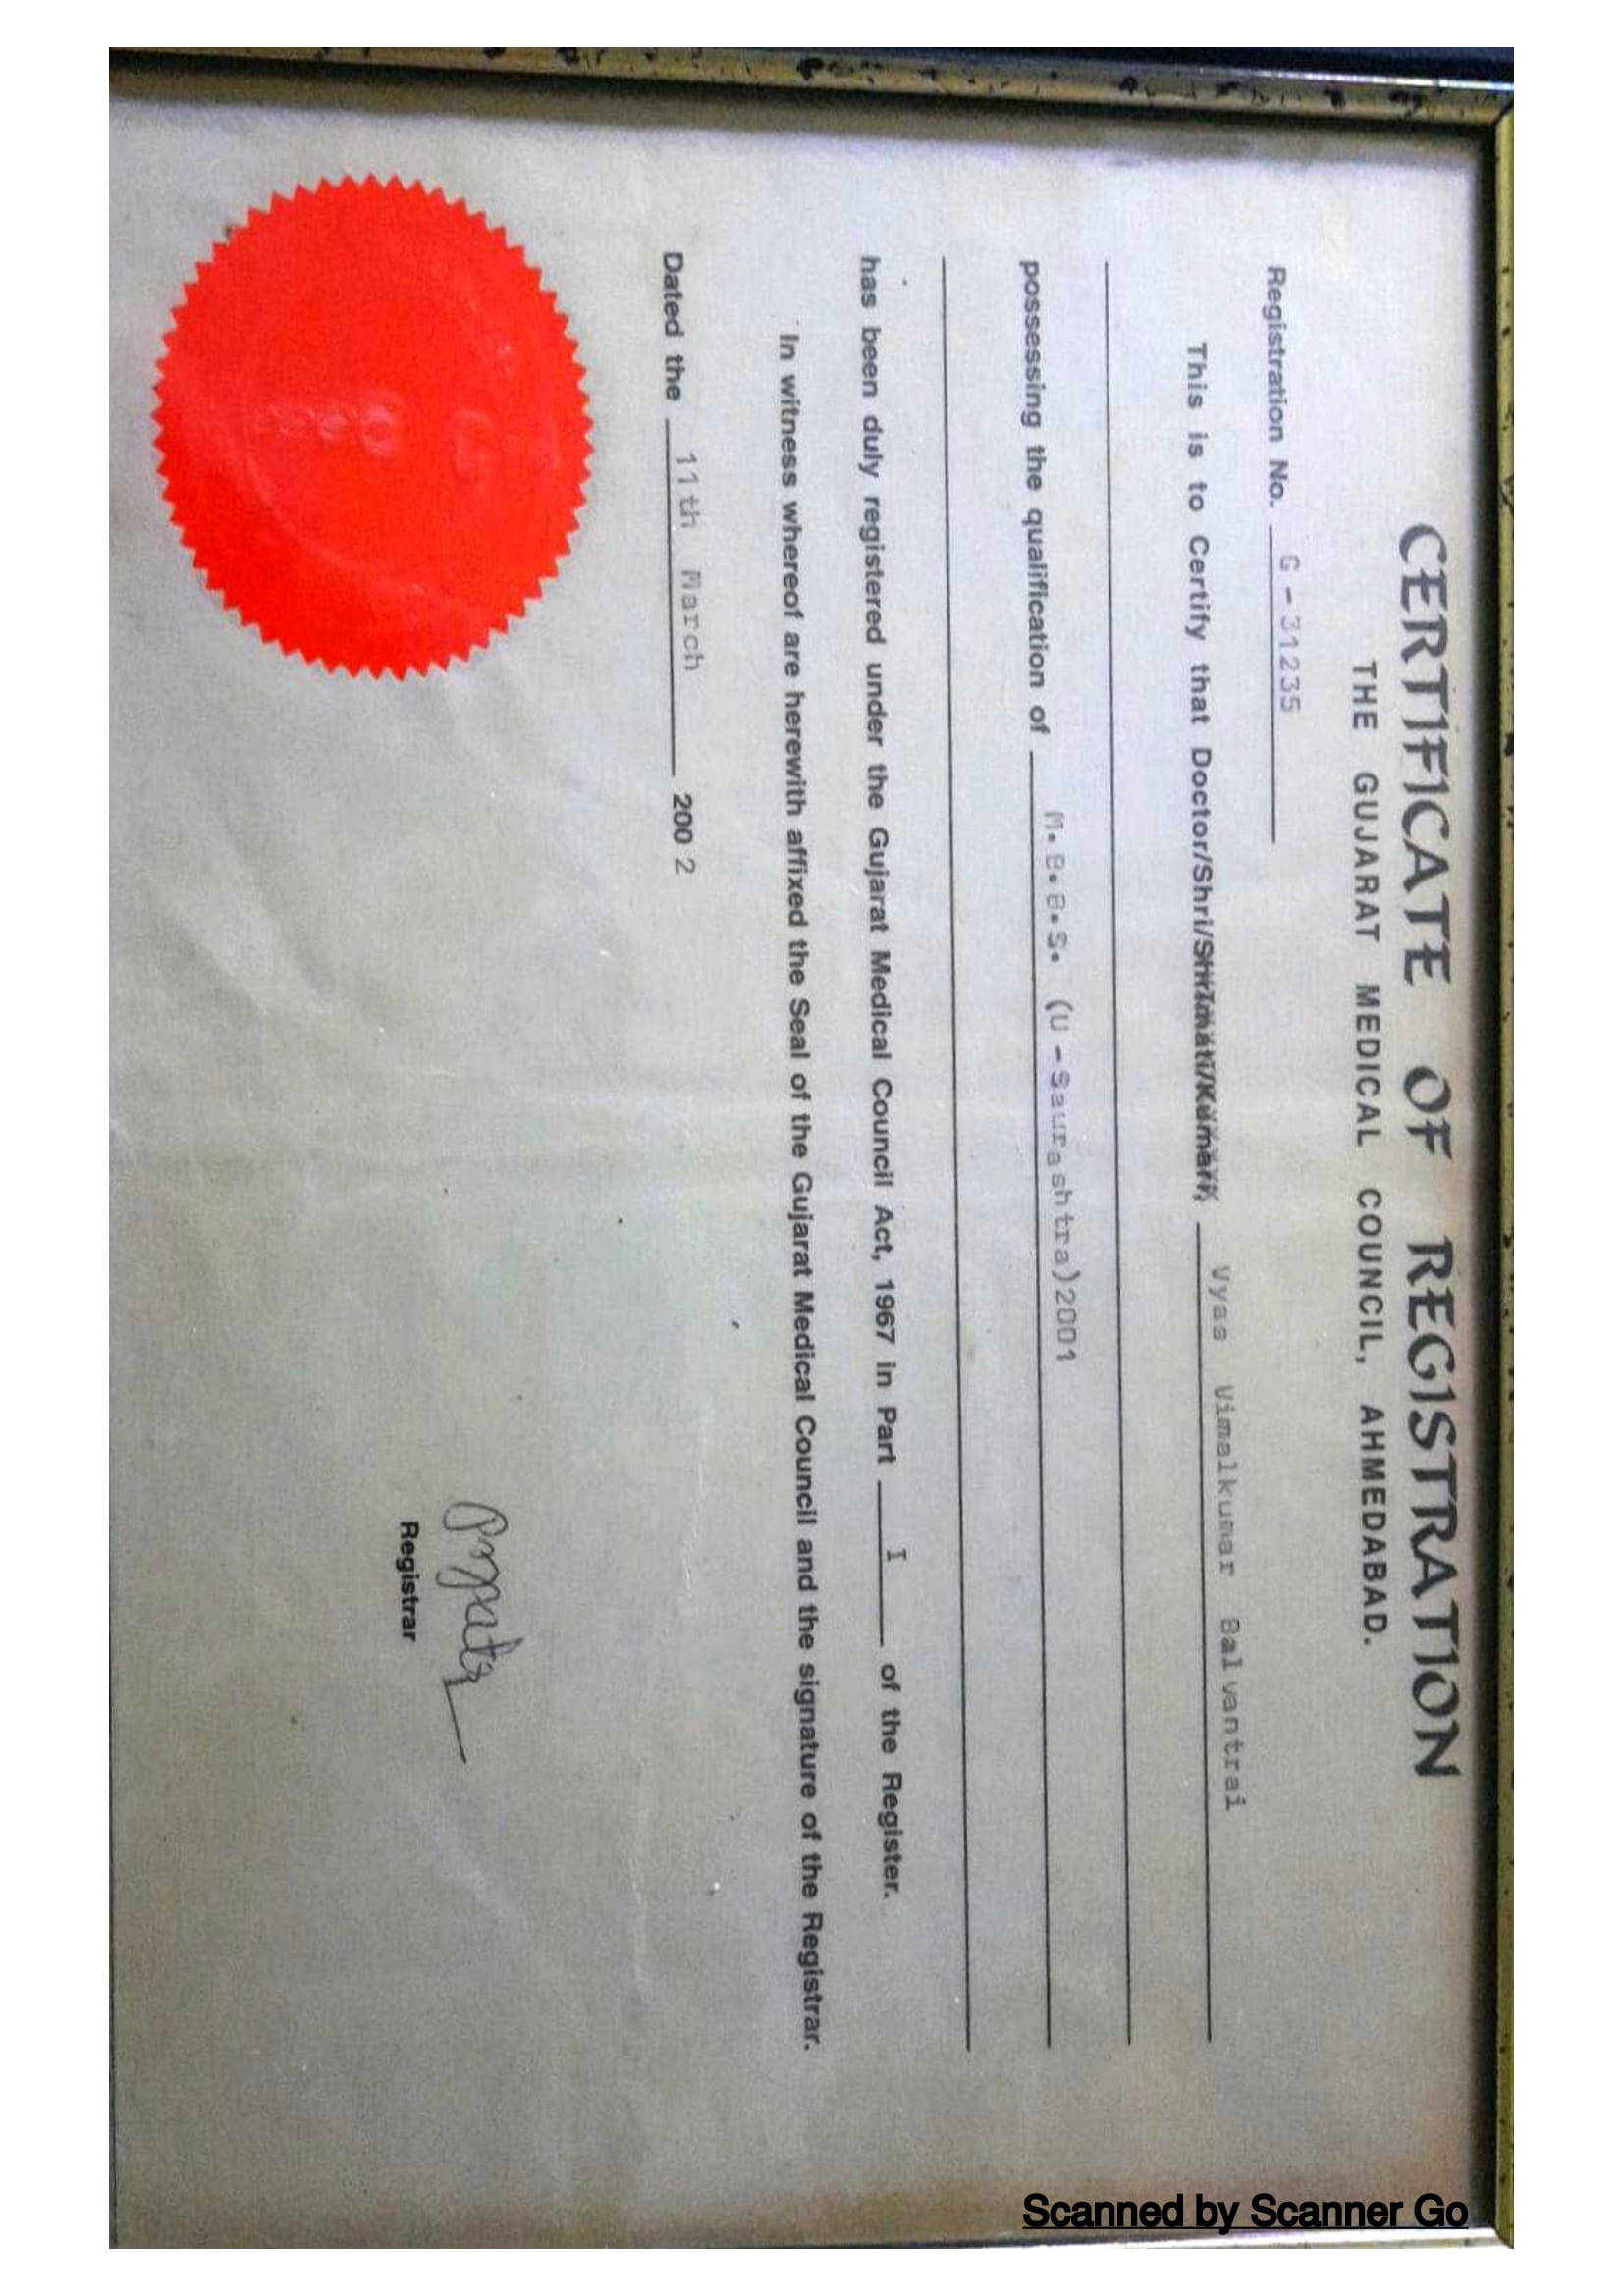 CERTIFICATE OF REGISTRATION
THE GUJARAT MEDICAL COUNCIL, AHMEDABAD.
Registration No. G-31235
This is to Certify that Doctor/Shri/Shrimati/Kumari, Vyas Vimalkumar Balvantrai
possessing the qualification of M.B.B.S. (U-Saurashtra)2001
has been duly registered under the Gujarat Medical Council Act, 1967 in Part I of the Register.
In witness whereof are herewith affixed the Seal of the Gujarat Medical Council and the signature of the Registrar.
Dated the 11th March 2002
Registrar
Scanned by Scanner Go